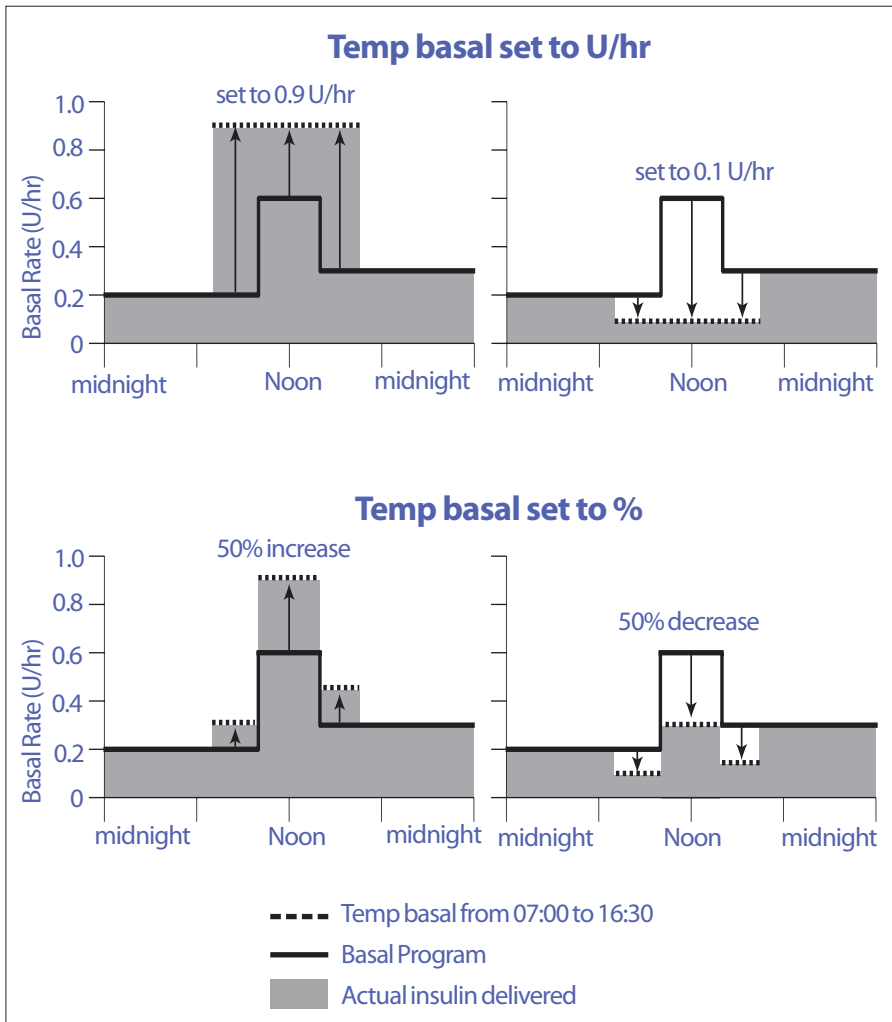 Temp basal set to U/hr
set to 0.9 U/hr
1.0
0.8
0.6
0.4
0.2
0
Basal Rate (U/hr)
midnight
Noon
midnight
set to 0.1 U/hr
midnight
Noon
midnight
Temp basal set to %
50% increase
1.0
0.8
0.6
0.4
0.2
0
Basal Rate (U/hr)
midnight
Noon
midnight
50% decrease
midnight
Noon
midnight
Temp basal from 07:00 to 16:30
Basal Program
Actual insulin delivered